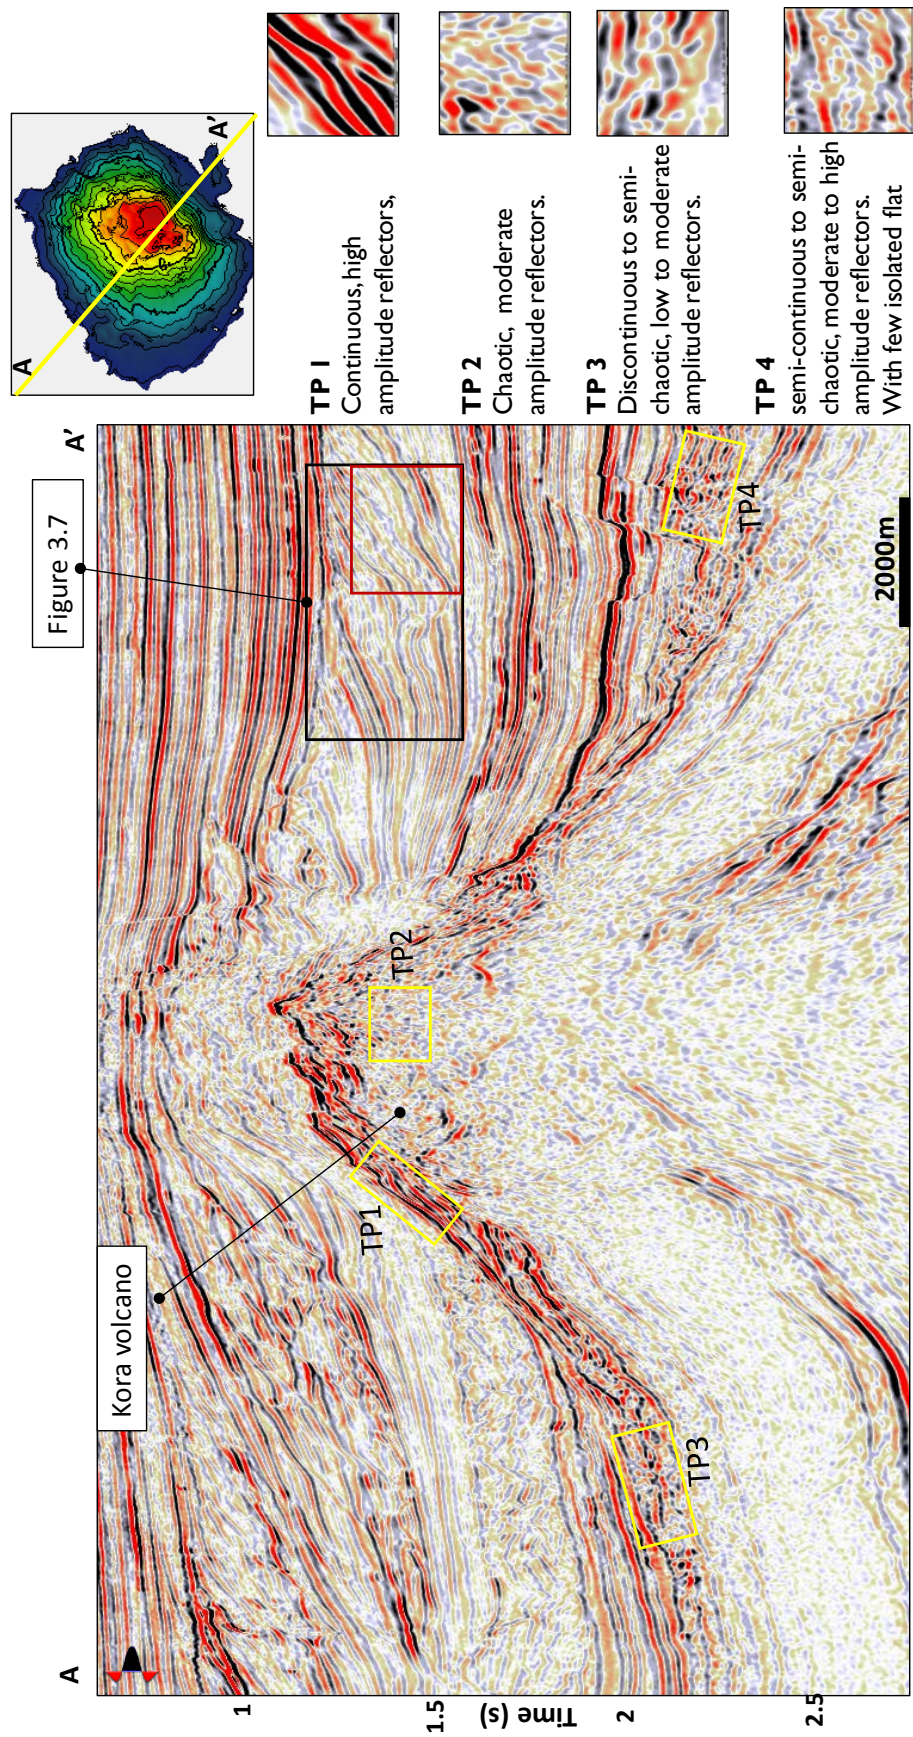 A
A'
Figure 3.7
Kora volcano
TP1
TP2
TP3
TP4
2000m
1
1.5
2
2.5
Time (s)
A
A'
TP 1
Continuous, high
amplitude reflectors,
TP 2
Chaotic, moderate
amplitude reflectors.
TP 3
Discontinuous to semi-
chaotic, low to moderate
amplitude reflectors.
TP 4
semi-continuous to semi-
chaotic, moderate to high
amplitude reflectors.
With few isolated flat